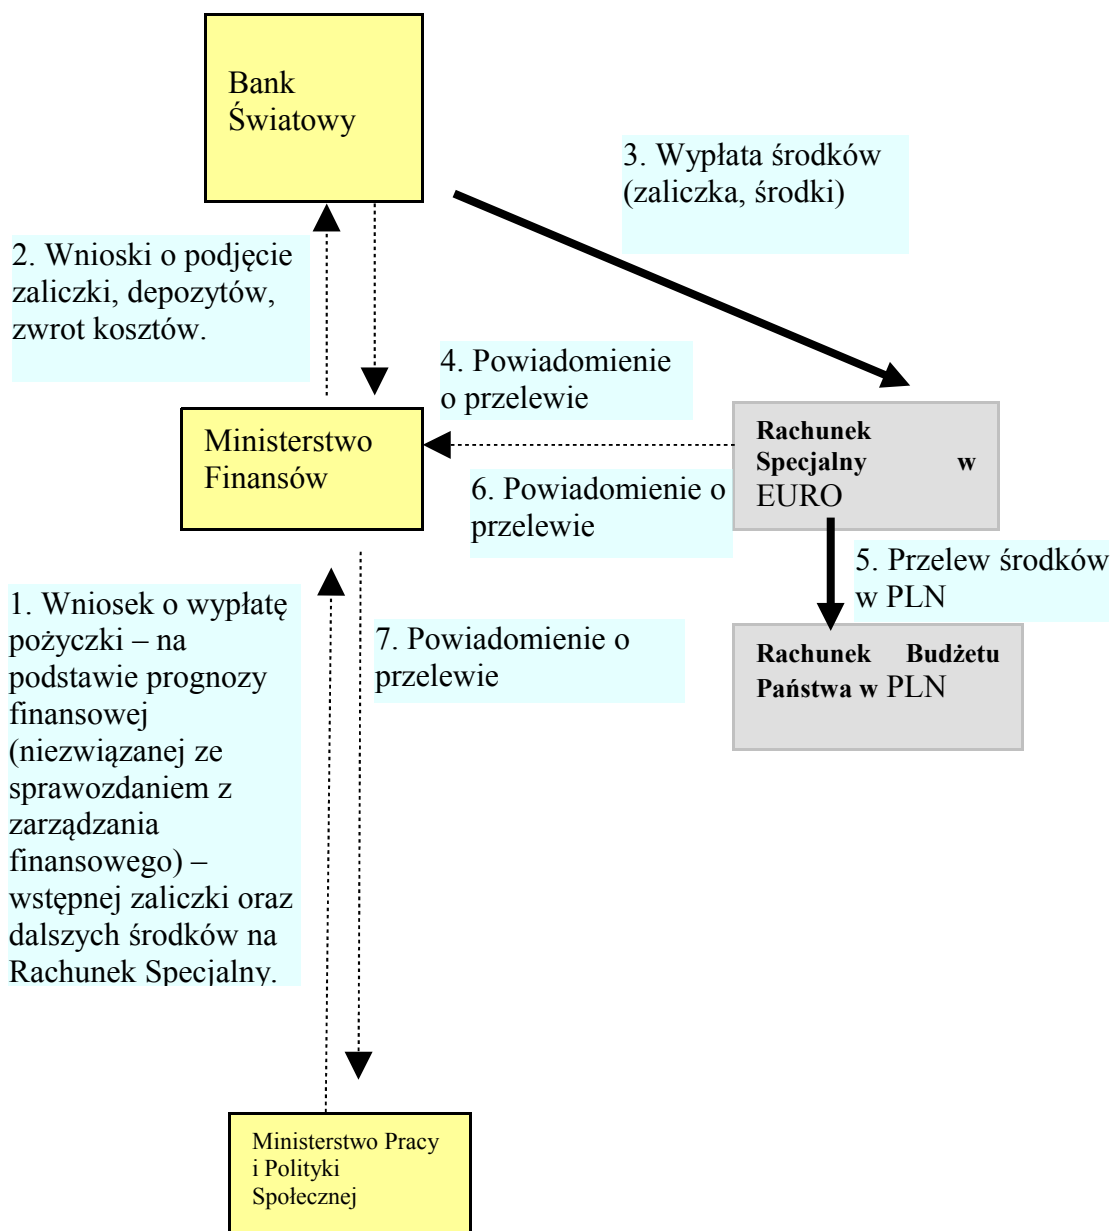 Bank
Światowy
3. Wypłata środków
(zaliczka, środki)
2. Wnioski o podjęcie
zaliczki, depozytów,
zwrot kosztów.
4. Powiadomienie
o przelewie
Ministerstwo
Finansów
Rachunek
Specjalny w
EURO
6. Powiadomienie o
przelewie
5. Przelew środków
w PLN
1. Wniosek o wypłatę
pożyczki – na
podstawie prognozy
finansowej
(niezwiązanej ze
sprawozdaniem z
zarządzania
finansowego) –
wstępnej zaliczki oraz
dalszych środków na
Rachunek Specjalny.
7. Powiadomienie o
przelewie
Rachunek Budżetu
Państwa w PLN
Ministerstwo Pracy
i Polityki
Społecznej